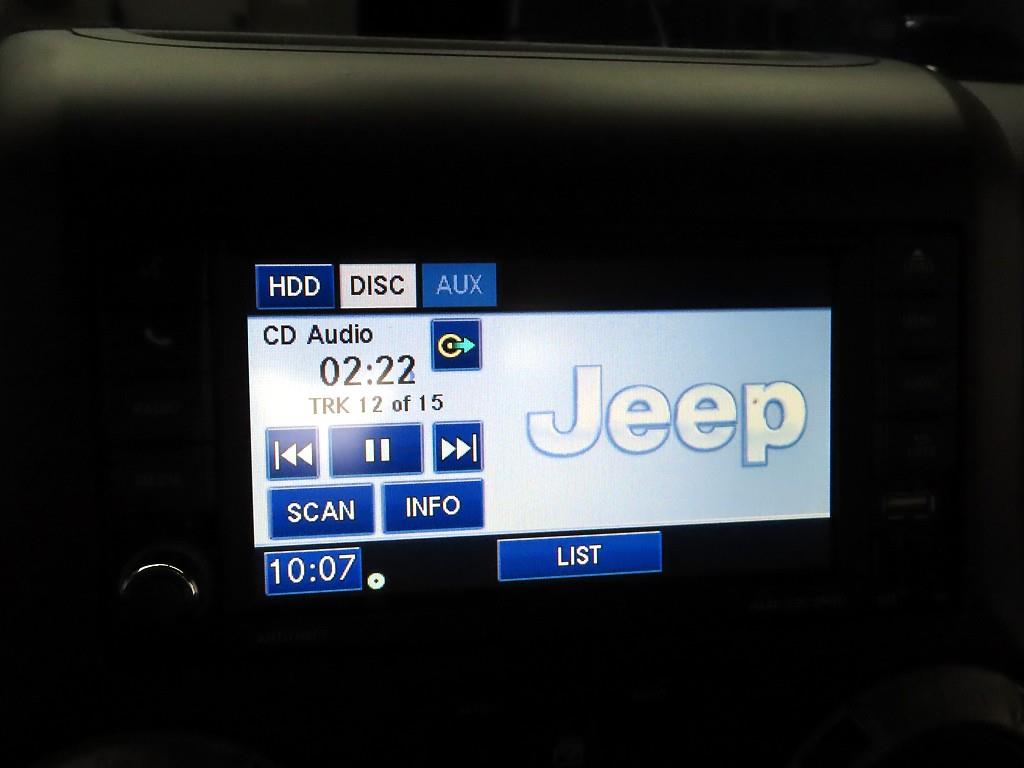 HDD DISC AUX
CD Audio
02:22
TRK 12 of 15
Jeep
SCAN INFO
10:07
LIST